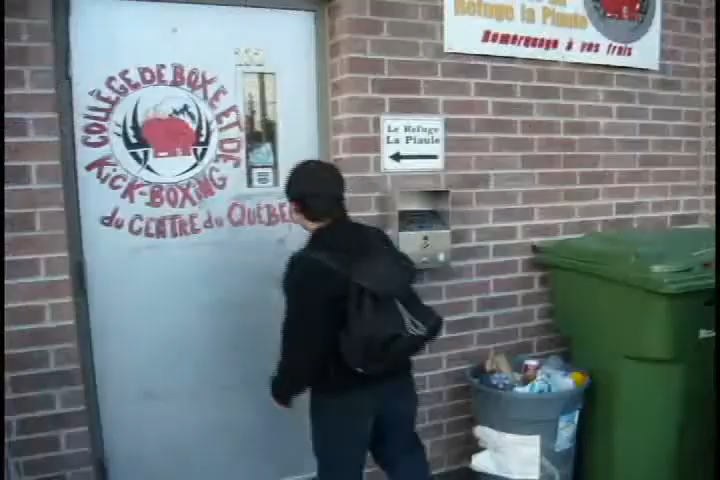 COLLÈGE DE BOXE ET DE
KICK-BOXING
du CENTRE du QUÉBEC
Refuge la Piaule
Remorquage à vos frais
Le Refuge
La Piaule